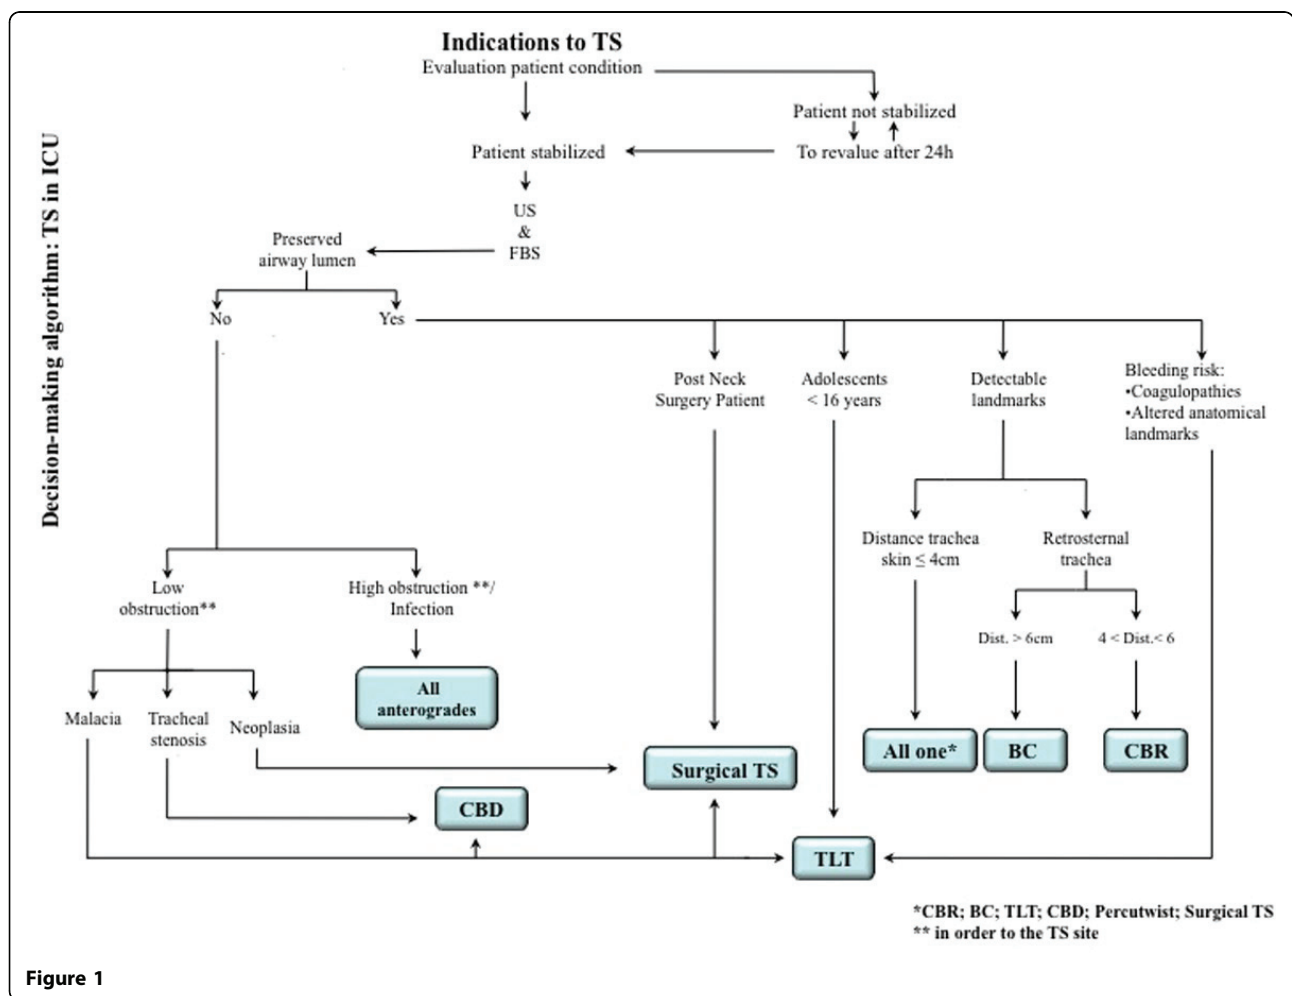 Indications to TS
Evaluation patient condition
Patient not stabilized
Patient stabilized
To revalue after 24h
Decision-making algorithm: TS in ICU
US
&
FBS
Preserved
airway lumen
No
Yes
Post Neck
Surgery Patient
Adolescents
< 16 years
Detectable
landmarks
Bleeding risk:
•Coagulopathies
•Altered anatomical
landmarks
Distance trachea
skin ≤ 4cm
Retrosternal
trachea
Low
obstruction**
High obstruction **/
Infection
Dist. > 6cm
4 < Dist.< 6
All
anterogrades
Malacia
Tracheal
stenosis
Neoplasia
All one*
BC
CBR
Surgical TS
CBD
TLT
*CBR; BC; TLT; CBD; Percutwist; Surgical TS
** in order to the TS site
Figure 1